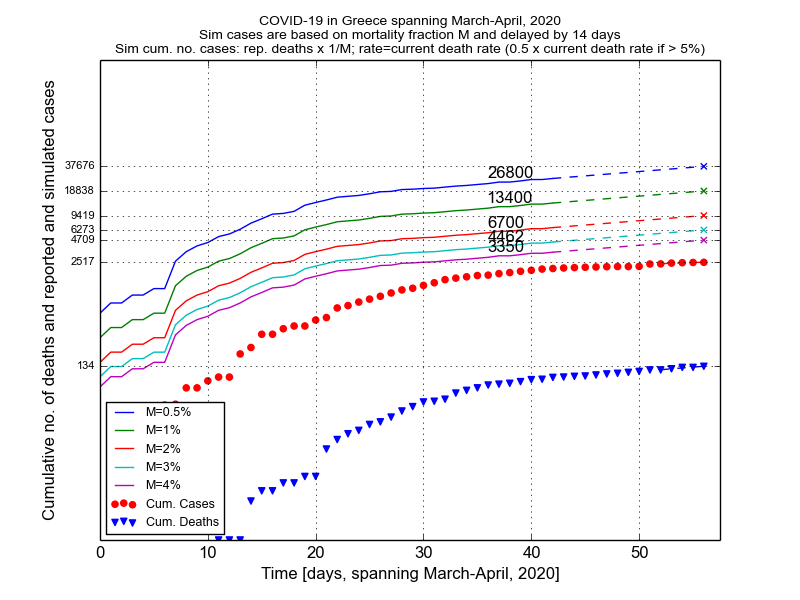 COVID-19 in Greece spanning March-April, 2020
Sim cases are based on mortality fraction M and delayed by 14 days
Sim cum. no. cases: rep. deaths x 1/M; rate=current death rate (0.5 x current death rate if > 5%)
Cumulative no. of deaths and reported and simulated cases
37676
18838
9419
6273
4709
2517
134
26800
13400
6700
4462
3350
M=0.5%
M=1%
M=2%
M=3%
M=4%
Cum. Cases
Cum. Deaths
0 10 20 30 40 50
Time [days, spanning March-April, 2020]